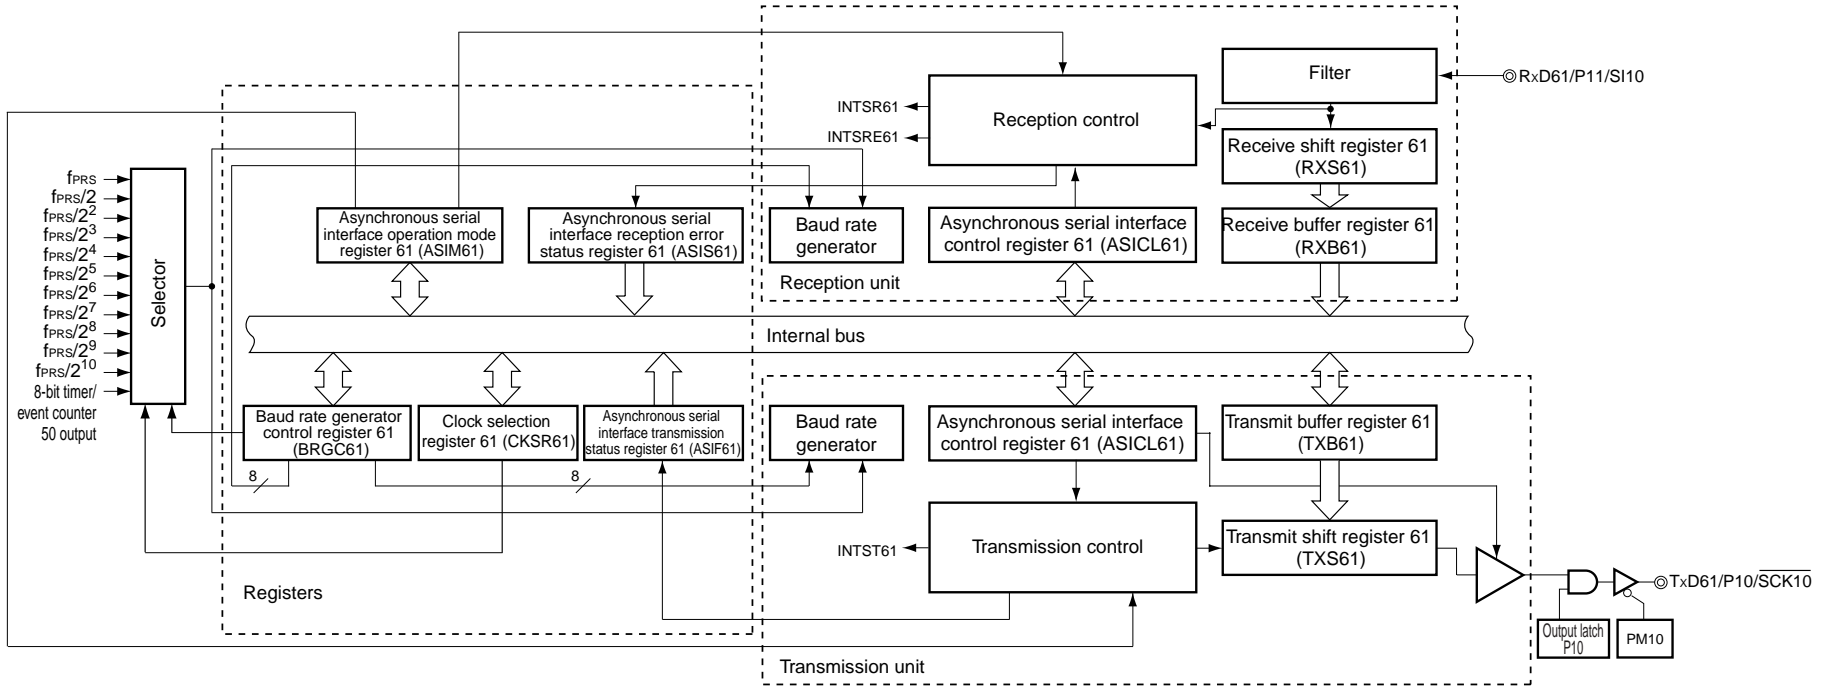 Filter
RxD61/P11/SI10
INTSR61
INTSRE61
Reception control
Receive shift register 61
(RXS61)
fPRS
fPRS/2
fPRS/2²
fPRS/2³
fPRS/2⁴
fPRS/2⁵
fPRS/2⁶
fPRS/2⁷
fPRS/2⁸
fPRS/2⁹
fPRS/2¹⁰
8-bit timer/
event counter
50 output
Selector
Asynchronous serial
interface operation mode
register 61 (ASIM61)
Asynchronous serial
interface reception error
status register 61 (ASIS61)
Baud rate
generator
Asynchronous serial interface
control register 61 (ASICL61)
Receive buffer register 61
(RXB61)
Reception unit
Internal bus
Baud rate generator
control register 61
(BRGC61)
Clock selection
register 61 (CKSR61)
Asynchronous serial
interface transmission
status register 61 (ASIF61)
Baud rate
generator
Asynchronous serial interface
control register 61 (ASICL61)
Transmit buffer register 61
(TXB61)
8
8
INTST61
Transmission control
Transmit shift register 61
(TXS61)
TxD61/P10/S̅C̅K̅1̅0̅
Registers
Output latch
P10
PM10
Transmission unit